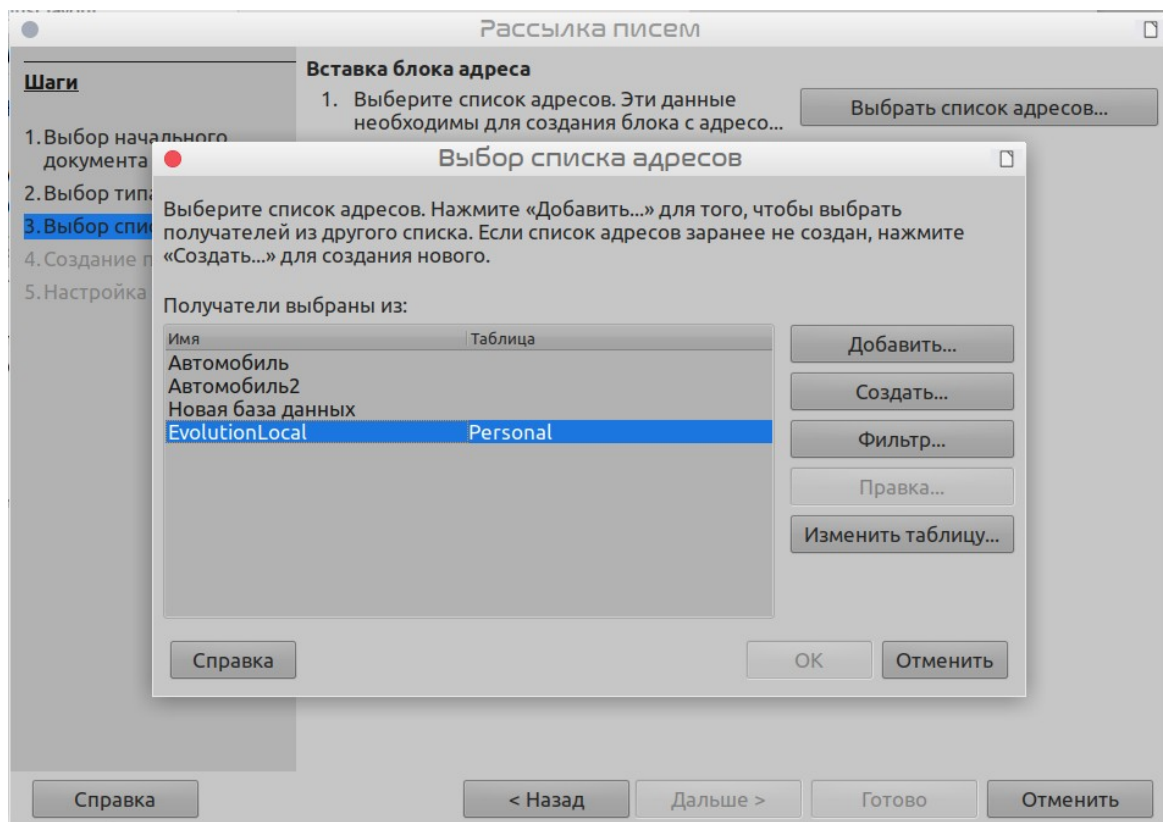 Рассылка писем
Шаги
1. Выбор начального
документа
2. Выбор типа
3. Выбор
4. Создание
5. Настройка
Вставка блока адреса
1. Выберите список адресов. Эти данные
необходимы для создания блока с адресо...
Выбрать список адресов...
Выбор списка адресов
Выберите список адресов. Нажмите «Добавить...» для того, чтобы выбрать
получателей из другого списка. Если список адресов заранее не создан, нажмите
«Создать...» для создания нового.
Получатели выбраны из:
Имя Таблица
Автомобиль
Автомобиль2
Новая база данных
EvolutionLocal Personal
Добавить...
Создать...
Фильтр...
Правка...
Изменить таблицу...
Справка
OK
Отменить
Справка
< Назад
Дальше >
Готово
Отменить